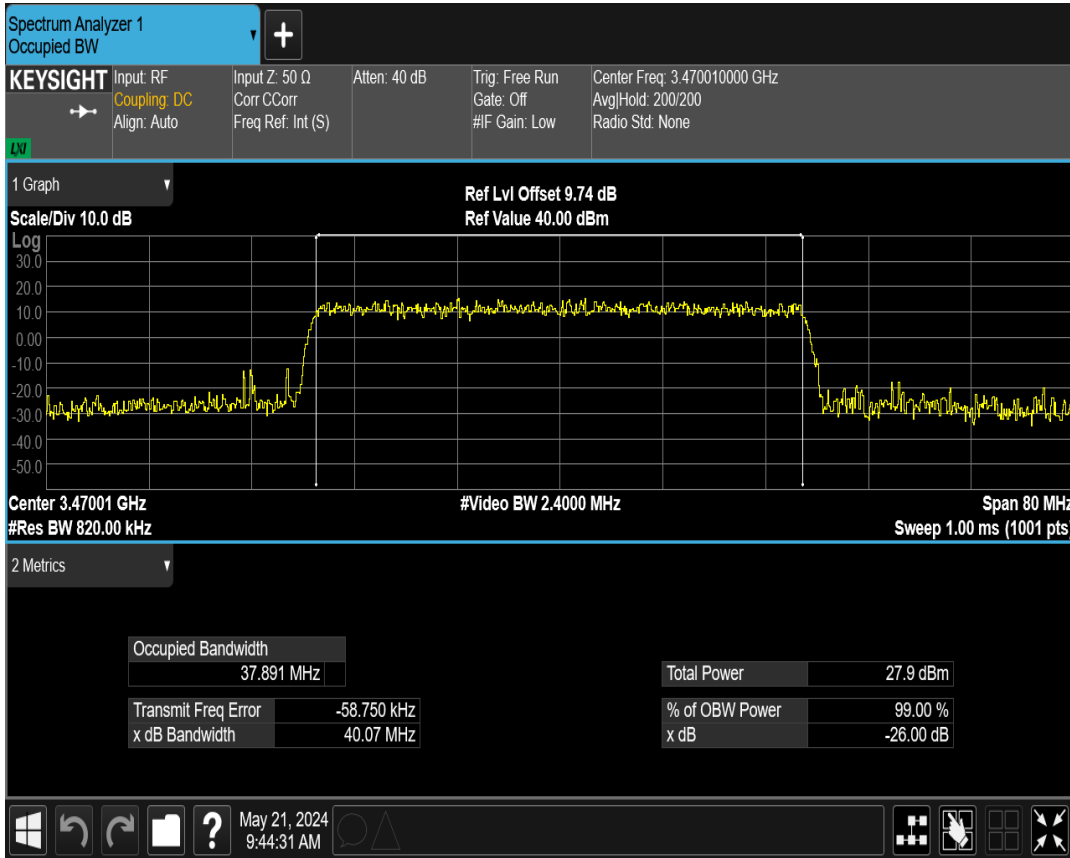 Spectrum Analyzer 1
Occupied BW
KEYSIGHT
LXI
Input: RF
Coupling: DC
Align: Auto
Input Z: 50 Ω
Corr CCorr
Freq Ref: Int (S)
Atten: 40 dB
Trig: Free Run
Gate: Off
#IF Gain: Low
Center Freq: 3.470010000 GHz
Avg|Hold: 200/200
Radio Std: None
1 Graph
Scale/Div 10.0 dB
Ref Lvl Offset 9.74 dB
Ref Value 40.00 dBm
Log
30.0
20.0
10.0
0.00
-10.0
-20.0
-30.0
-40.0
-50.0
Center 3.47001 GHz
#Video BW 2.4000 MHz
Span 80 MHz
#Res BW 820.00 kHz
Sweep 1.00 ms (1001 pts)
2 Metrics
Occupied Bandwidth
37.891 MHz
Total Power 27.9 dBm
Transmit Freq Error -58.750 kHz
% of OBW Power 99.00 %
x dB Bandwidth 40.07 MHz
x dB -26.00 dB
?
May 21, 2024
9:44:31 AM